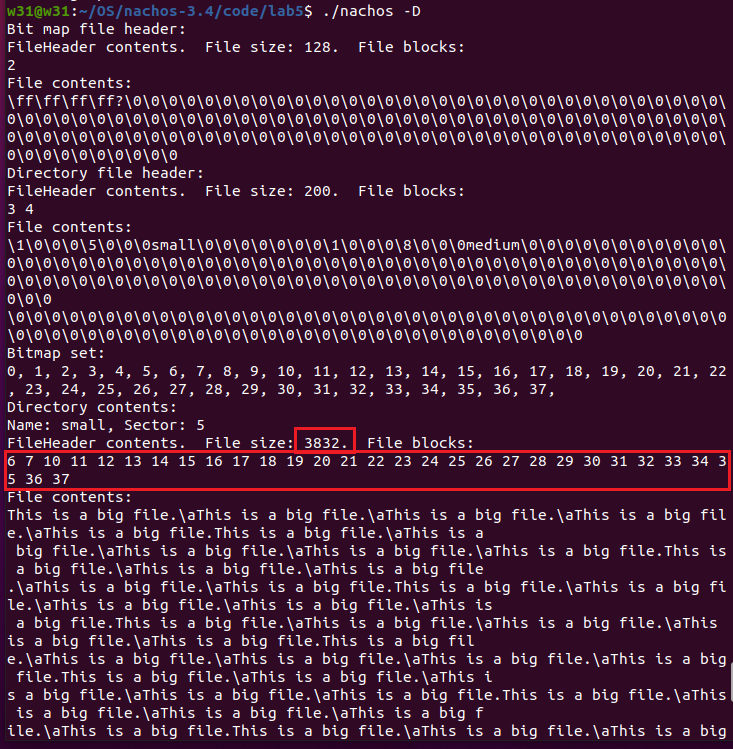 w31@w31:~/OS/nachos-3.4/code/lab5$ ./nachos -D
Bit map file header:
FileHeader contents.  File size: 128.  File blocks:
2
File contents:
\ff\ff\ff\ff?\0\0\0\0\0\0\0\0\0\0\0\0\0\0\0\0\0\0\0\0\0\0\0\0\0\0\0\0\0\0\0\0\0\
0\0\0\0\0\0\0\0\0\0\0\0\0\0\0\0\0\0\0\0\0\0\0\0\0\0\0\0\0\0\0\0\0\0\0\0\0\0\0\0\
0\0\0\0\0\0\0\0\0\0\0\0\0\0\0\0\0\0\0\0\0\0\0\0\0\0\0\0\0\0\0\0\0\0\0\0\0\0\0\0\
0\0\0\0\0\0\0\0\0\0
Directory file header:
FileHeader contents.  File size: 200.  File blocks:
3 4
File contents:
\1\0\0\0\5\0\0\0small\0\0\0\0\0\0\0\1\0\0\0\8\0\0\0medium\0\0\0\0\0\0\0\0\0\0\0\
0\0\0\0\0\0\0\0\0\0\0\0\0\0\0\0\0\0\0\0\0\0\0\0\0\0\0\0\0\0\0\0\0\0\0\0\0\0\0\0\
0\0\0\0\0\0\0\0\0\0\0\0\0\0\0\0\0\0\0\0\0\0\0\0\0\0\0\0\0\0\0\0\0\0\0\0\0\0\0\0\
0\0\0
\0\0\0\0\0\0\0\0\0\0\0\0\0\0\0\0\0\0\0\0\0\0\0\0\0\0\0\0\0\0\0\0\0\0\0\0\0\0\0\0
\0\0\0\0\0\0\0\0\0\0\0\0\0\0\0\0\0\0\0\0\0\0\0\0\0\0\0\0\0\0\0\0
Bitmap set:
0, 1, 2, 3, 4, 5, 6, 7, 8, 9, 10, 11, 12, 13, 14, 15, 16, 17, 18, 19, 20, 21, 22
, 23, 24, 25, 26, 27, 28, 29, 30, 31, 32, 33, 34, 35, 36, 37,
Directory contents:
Name: small, Sector: 5
FileHeader contents.  File size: 3832.  File blocks:
6 7 10 11 12 13 14 15 16 17 18 19 20 21 22 23 24 25 26 27 28 29 30 31 32 33 34 3
5 36 37
File contents:
This is a big file.\aThis is a big file.\aThis is a big file.\aThis is a big fil
e.\aThis is a big file.This is a big file.\aThis is a
 big file.\aThis is a big file.\aThis is a big file.\aThis is a big file.This is
 a big file.\aThis is a big file.\aThis is a big file
.\aThis is a big file.\aThis is a big file.This is a big file.\aThis is a big fi
le.\aThis is a big file.\aThis is a big file.\aThis is
 a big file.This is a big file.\aThis is a big file.\aThis is a big file.\aThis 
is a big file.\aThis is a big file.This is a big fil
e.\aThis is a big file.\aThis is a big file.\aThis is a big file.\aThis is a big
 file.This is a big file.\aThis is a big file.\aThis i
s a big file.\aThis is a big file.\aThis is a big file.This is a big file.\aThis
 is a big file.\aThis is a big file.\aThis is a big f
ile.\aThis is a big file.This is a big file.\aThis is a big file.\aThis is a big